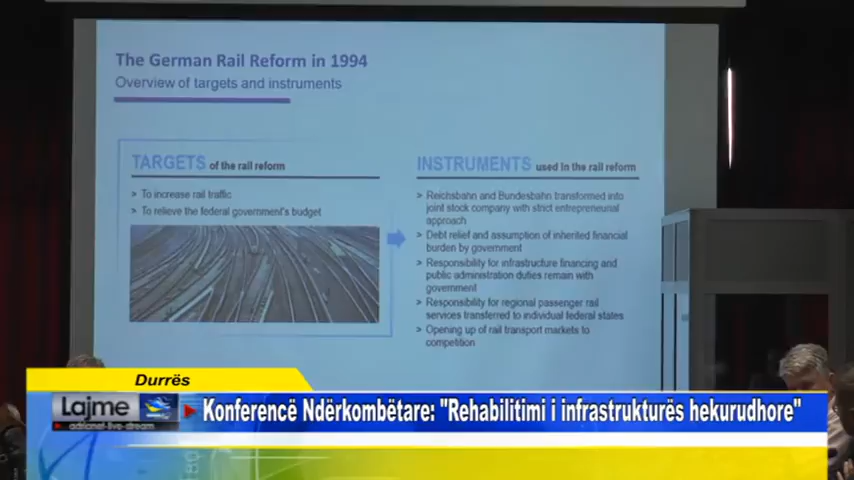 The German Rail Reform in 1994
Overview of targets and instruments
TARGETS of the rail reform
> To increase rail traffic
> To relieve the federal government's budget
INSTRUMENTS used in the rail reform
> Reichsbahn and Bundesbahn transformed into
joint stock company with strict entrepreneurial
approach
> Debt relief and assumption of inherited financial
burden by government
> Responsibility for infrastructure financing and
public administration duties remain with
government
> Responsibility for regional passenger rail
services transferred to individual federal states
> Opening up of rail transport markets to
competition
Durrës
Lajme
adrianet-live-stream
Konferencë Ndërkombëtare: "Rehabilitimi i infrastrukturës hekurudhore"